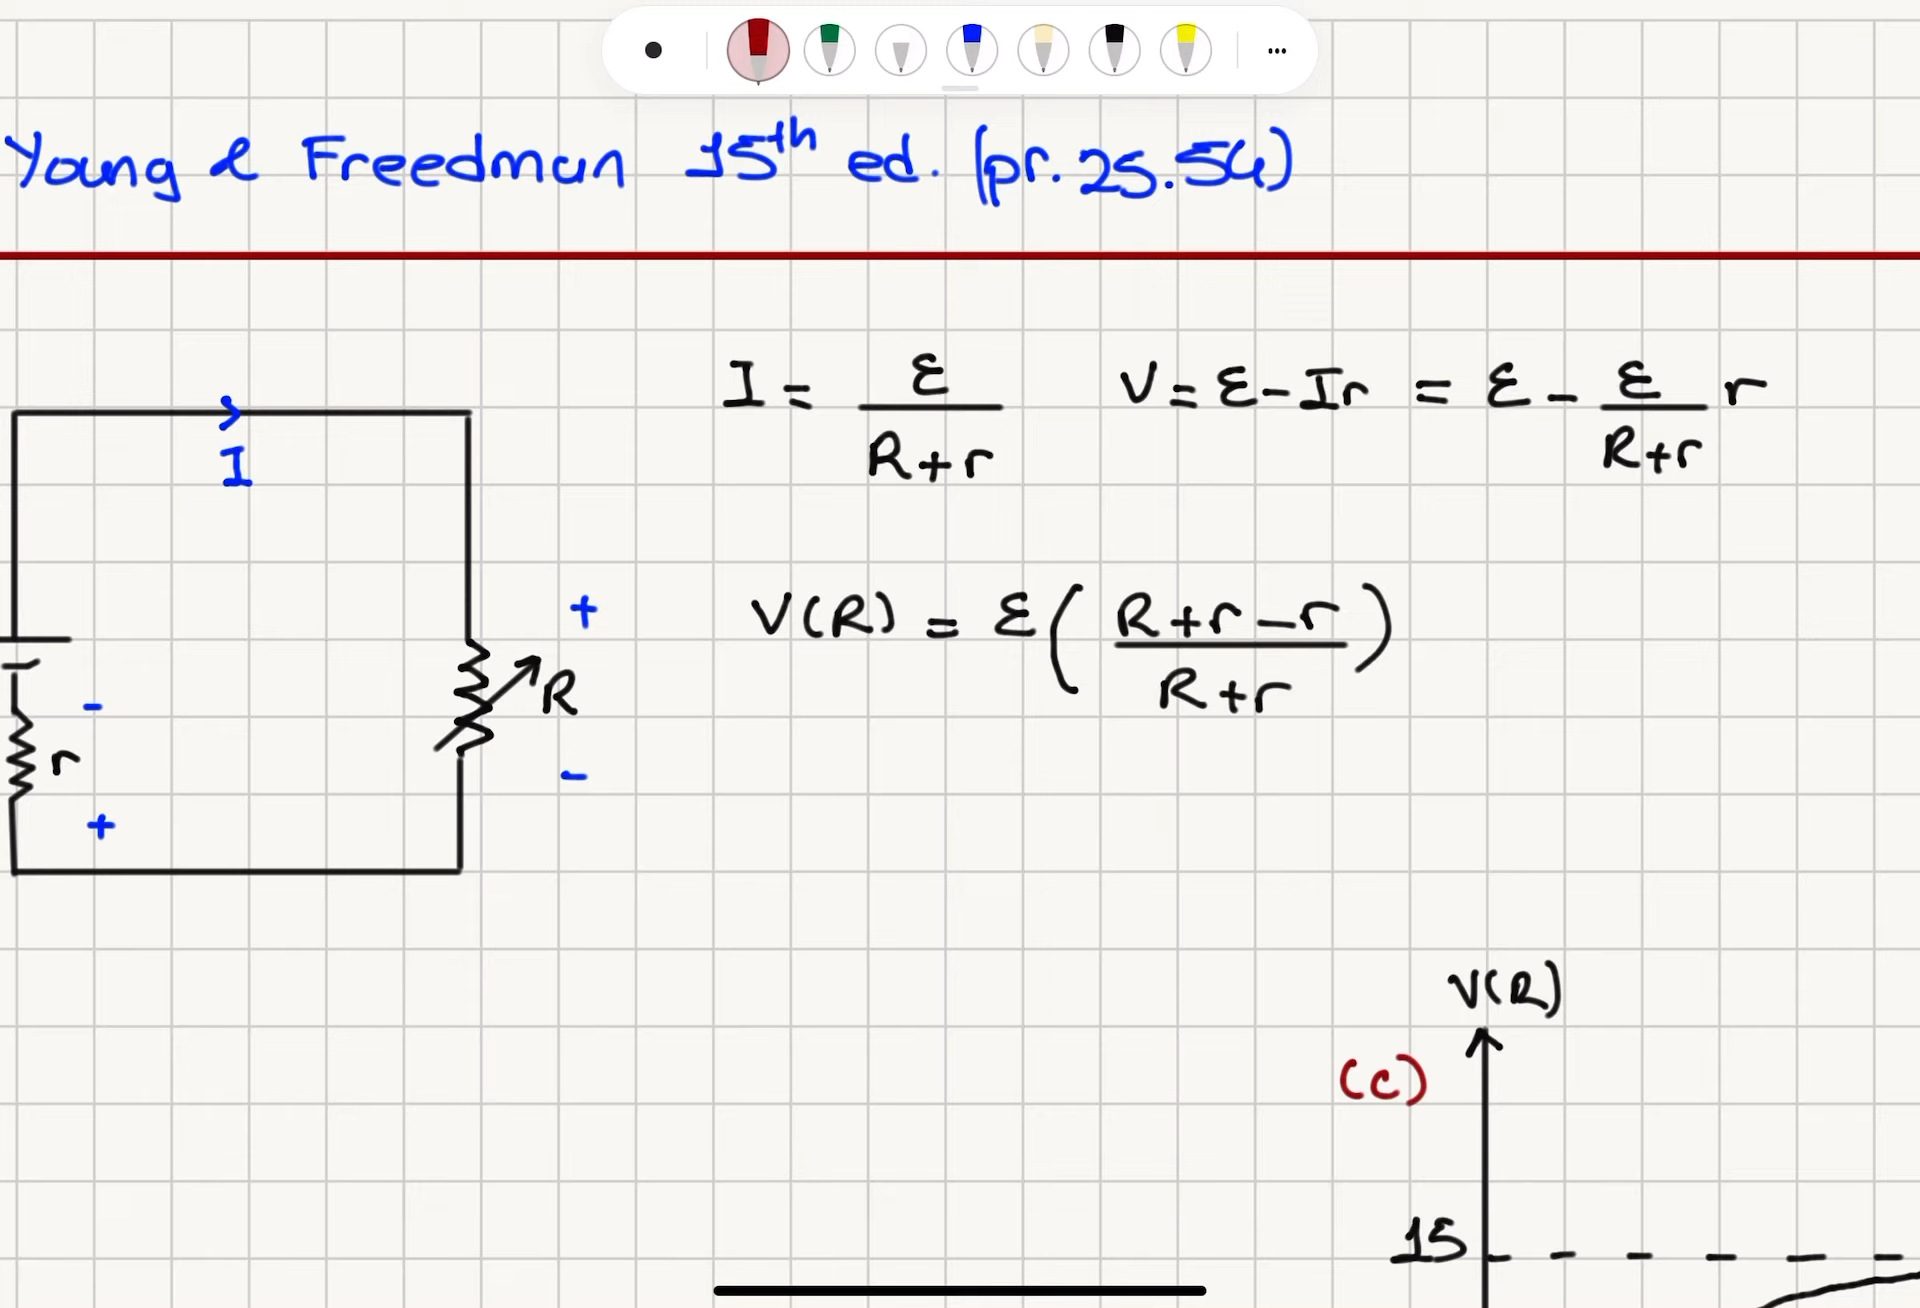 Young & Freedman 15th ed. (pr. 25.54)
I = ε / (R+r)    V = ε - Ir = ε - ε/(R+r) r
I
V(R) = ε( (R+r-r) / (R+r) )
+
R
-
-
r
+
V(R)
(c)
15